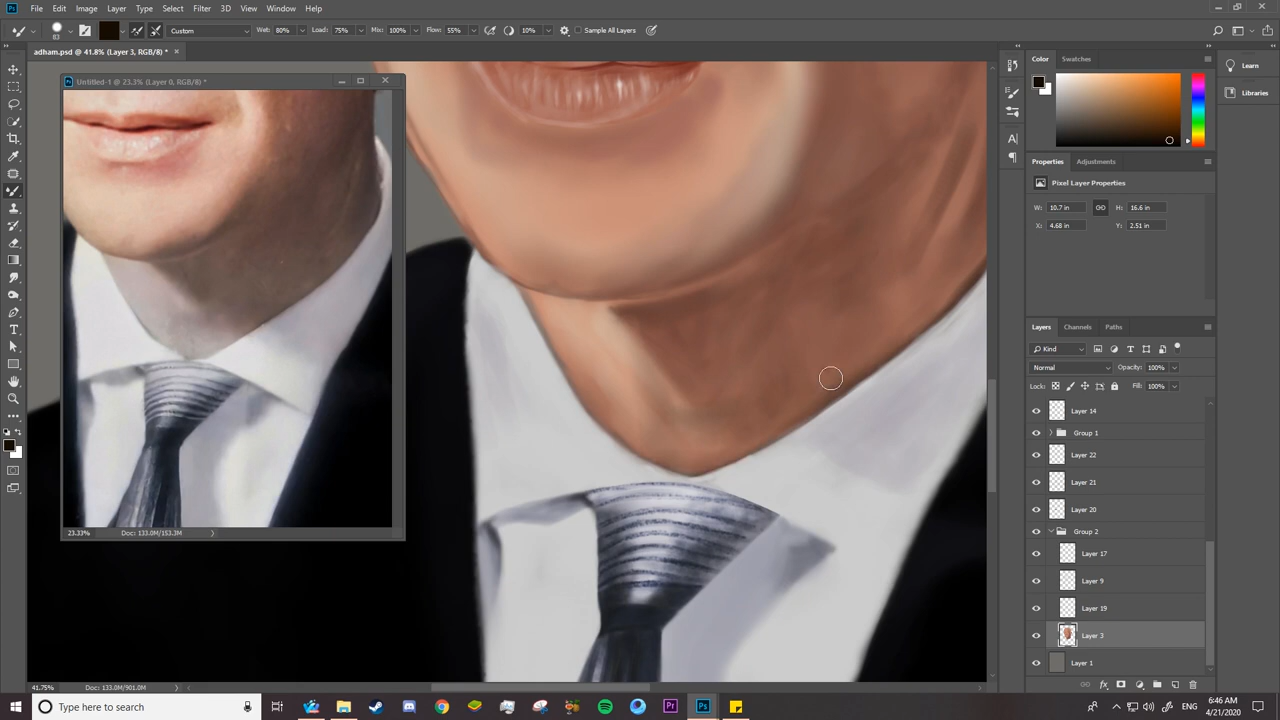 File Edit Image Layer Type Select Filter 3D View Window Help
83 Custom Wet: 80% Load: 75% Mix: 100% Flow: 55% 10% Sample All Layers
adham.psd @ 41.8% (Layer 3, RGB/8) *
Untitled-1 @ 23.3% (Layer 0, RGB/8) *
23.33% Doc: 133.0M/153.3M
41.75% Doc: 133.0M/901.0M
Color Swatches
Properties Adjustments
Pixel Layer Properties
W: 10.7 in H: 16.6 in
X: 4.68 in Y: 2.51 in
Layers Channels Paths
Kind
Normal Opacity: 100%
Lock: Fill: 100%
Layer 14
Group 1
Layer 22
Layer 21
Layer 20
Group 2
Layer 17
Layer 9
Layer 19
Layer 3
Layer 1
Learn
Libraries
Type here to search
ENG 6:46 AM
4/21/2020